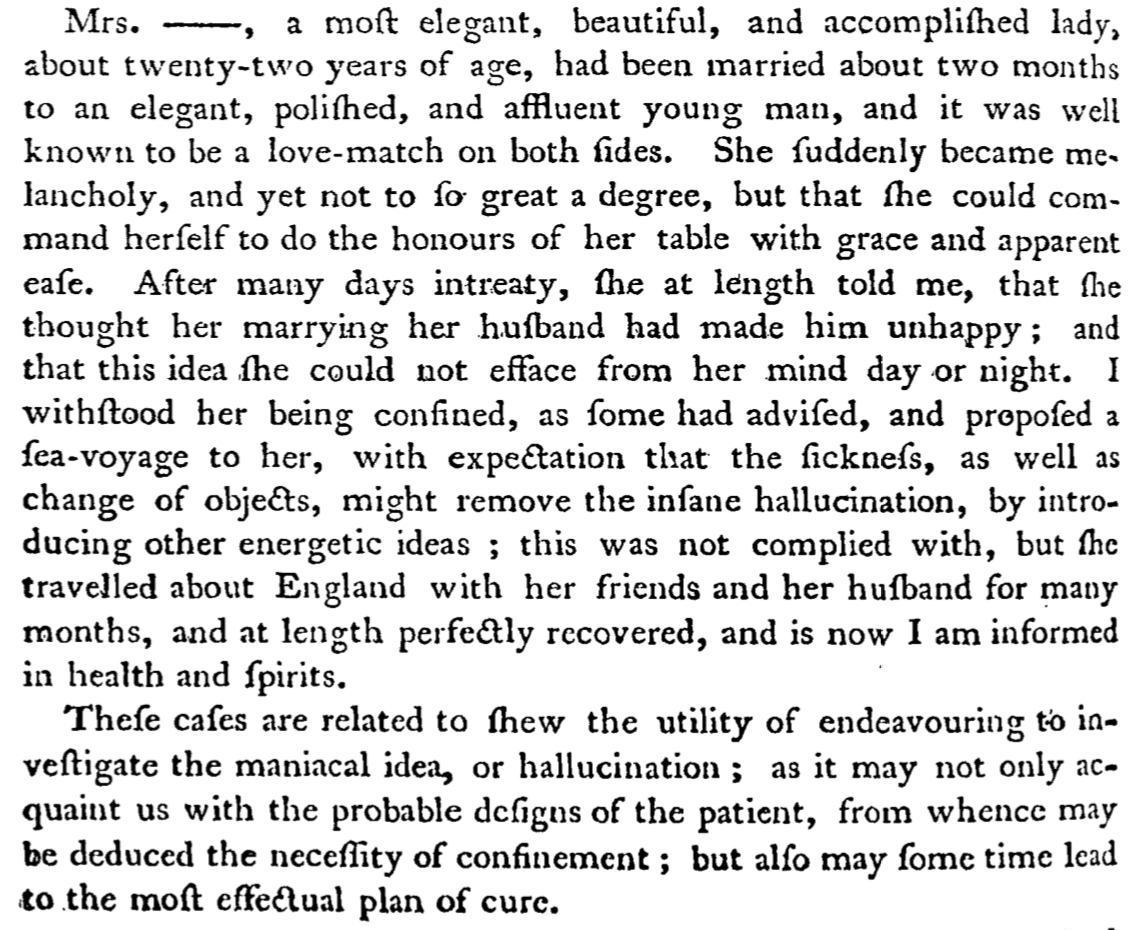 Mrs. ——, a moſt elegant, beautiful, and accompliſhed lady,
about twenty-two years of age, had been married about two months
to an elegant, poliſhed, and affluent young man, and it was well
known to be a love-match on both ſides. She ſuddenly became me-
lancholy, and yet not to ſo great a degree, but that ſhe could com-
mand herſelf to do the honours of her table with grace and apparent
eaſe. After many days intreaty, ſhe at length told me, that ſhe
thought her marrying her huſband had made him unhappy; and
that this idea ſhe could not efface from her mind day or night. I
withſtood her being confined, as ſome had adviſed, and propoſed a
ſea-voyage to her, with expectation that the ſickneſs, as well as
change of objects, might remove the inſane hallucination, by intro-
ducing other energetic ideas; this was not complied with, but ſhe
travelled about England with her friends and her huſband for many
months, and at length perfectly recovered, and is now I am informed
in health and ſpirits.
Theſe caſes are related to ſhew the utility of endeavouring to in-
veſtigate the maniacal idea, or hallucination; as it may not only ac-
quaint us with the probable deſigns of the patient, from whence may
be deduced the neceſſity of confinement; but alſo may ſome time lead
to the moſt effectual plan of cure.